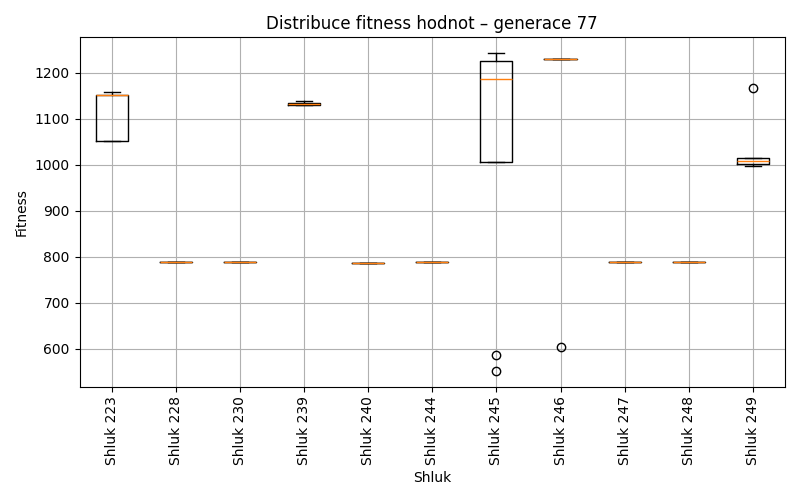 Distribuce fitness hodnot – generace 77
Fitness
1200
1100
1000
900
800
700
600
Shluk 223
Shluk 228
Shluk 230
Shluk 239
Shluk 240
Shluk 244
Shluk 245
Shluk 246
Shluk 247
Shluk 248
Shluk 249
Shluk